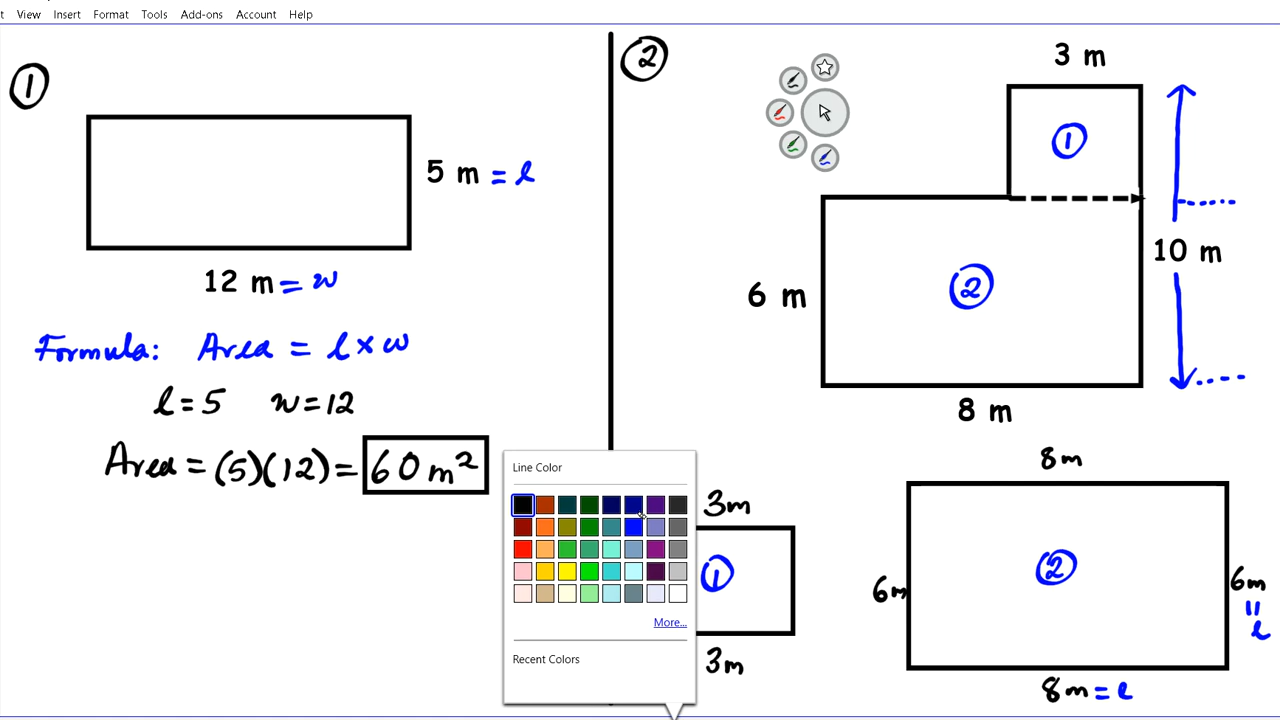 t View Insert Format Tools Add-ons Account Help
①
5 m = l
12 m = w
Formula: Area = l x w
l = 5 w = 12
Area = (5)(12) = 60 m²
②
3 m
①
10 m
6 m
②
8 m
Line Color
More...
Recent Colors
3m
①
3m
8m
6m
②
6m
=
l
8m = l